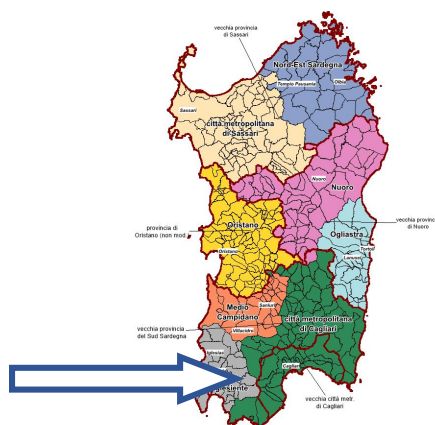 vecchia provincia
di Sassari
Nord-Est Sardegna
Tempio Pausania
Olbia
Sassari
città metropolitana
di Sassari
Nuoro
Nuoro
vecchia provinc
di Nuoro
provincia di
Oristano (non mod
Oristano
Oristano
Ogliastra
Tortolì
Lanusei
Medio
Campidano
Sanluri
Villacidro
città metropolitana
di Cagliari
vecchia provincia
del Sud Sardegna
Iglesias
Cagliari
vecchia città metr.
di Cagliari